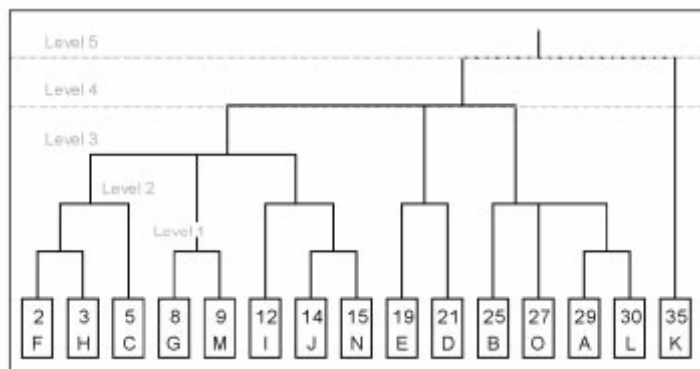 Level 5
Level 4
Level 3
Level 2
Level 1
2 3 5 8 9 12 14 15 19 21 25 27 29 30 35
F H C G M I J N E D B O A L K